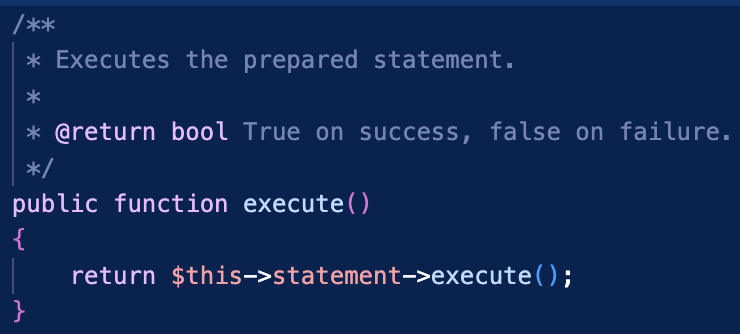 /**
 * Executes the prepared statement.
 *
 * @return bool True on success, false on failure.
 */
public function execute()
{
    return $this->statement->execute();
}